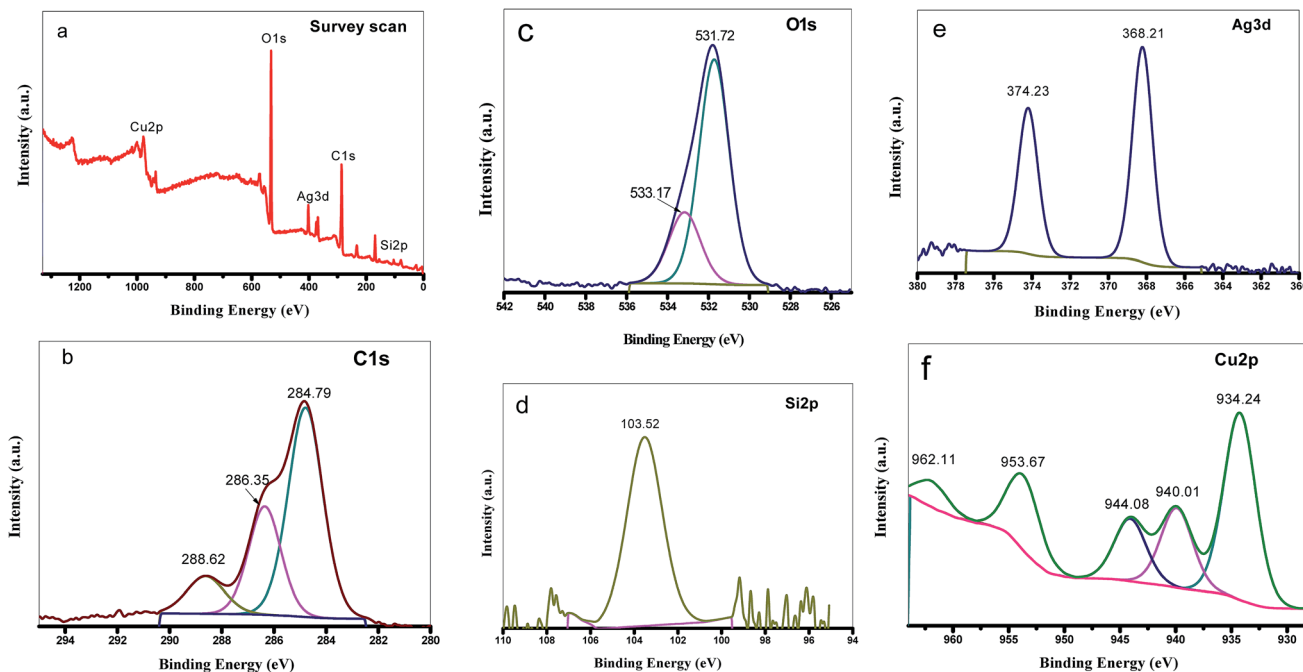 a
Survey scan
O1s
Cu2p
C1s
Ag3d
Si2p
Intensity (a.u.)
1200 1000 800 600 400 200 0
Binding Energy (eV)
b
C1s
284.79
286.35
288.62
Intensity (a.u.)
290 288 286 284 282 280
Binding Energy (eV)
c
O1s
531.72
533.17
Intensity (a.u.)
542 540 538 536 534 532 530 528 526
Binding Energy (eV)
d
Si2p
103.52
Intensity (a.u.)
110 108 106 104 102 100 98 96 94
Binding Energy (eV)
e
Ag3d
368.21
374.23
Intensity (a.u.)
380 378 376 374 372 370 368 366 364 362 36
Binding Energy (eV)
f
Cu2p
934.24
962.11
953.67
944.08
940.01
Intensity (a.u.)
960 955 950 945 940 935 930
Binding Energy (eV)